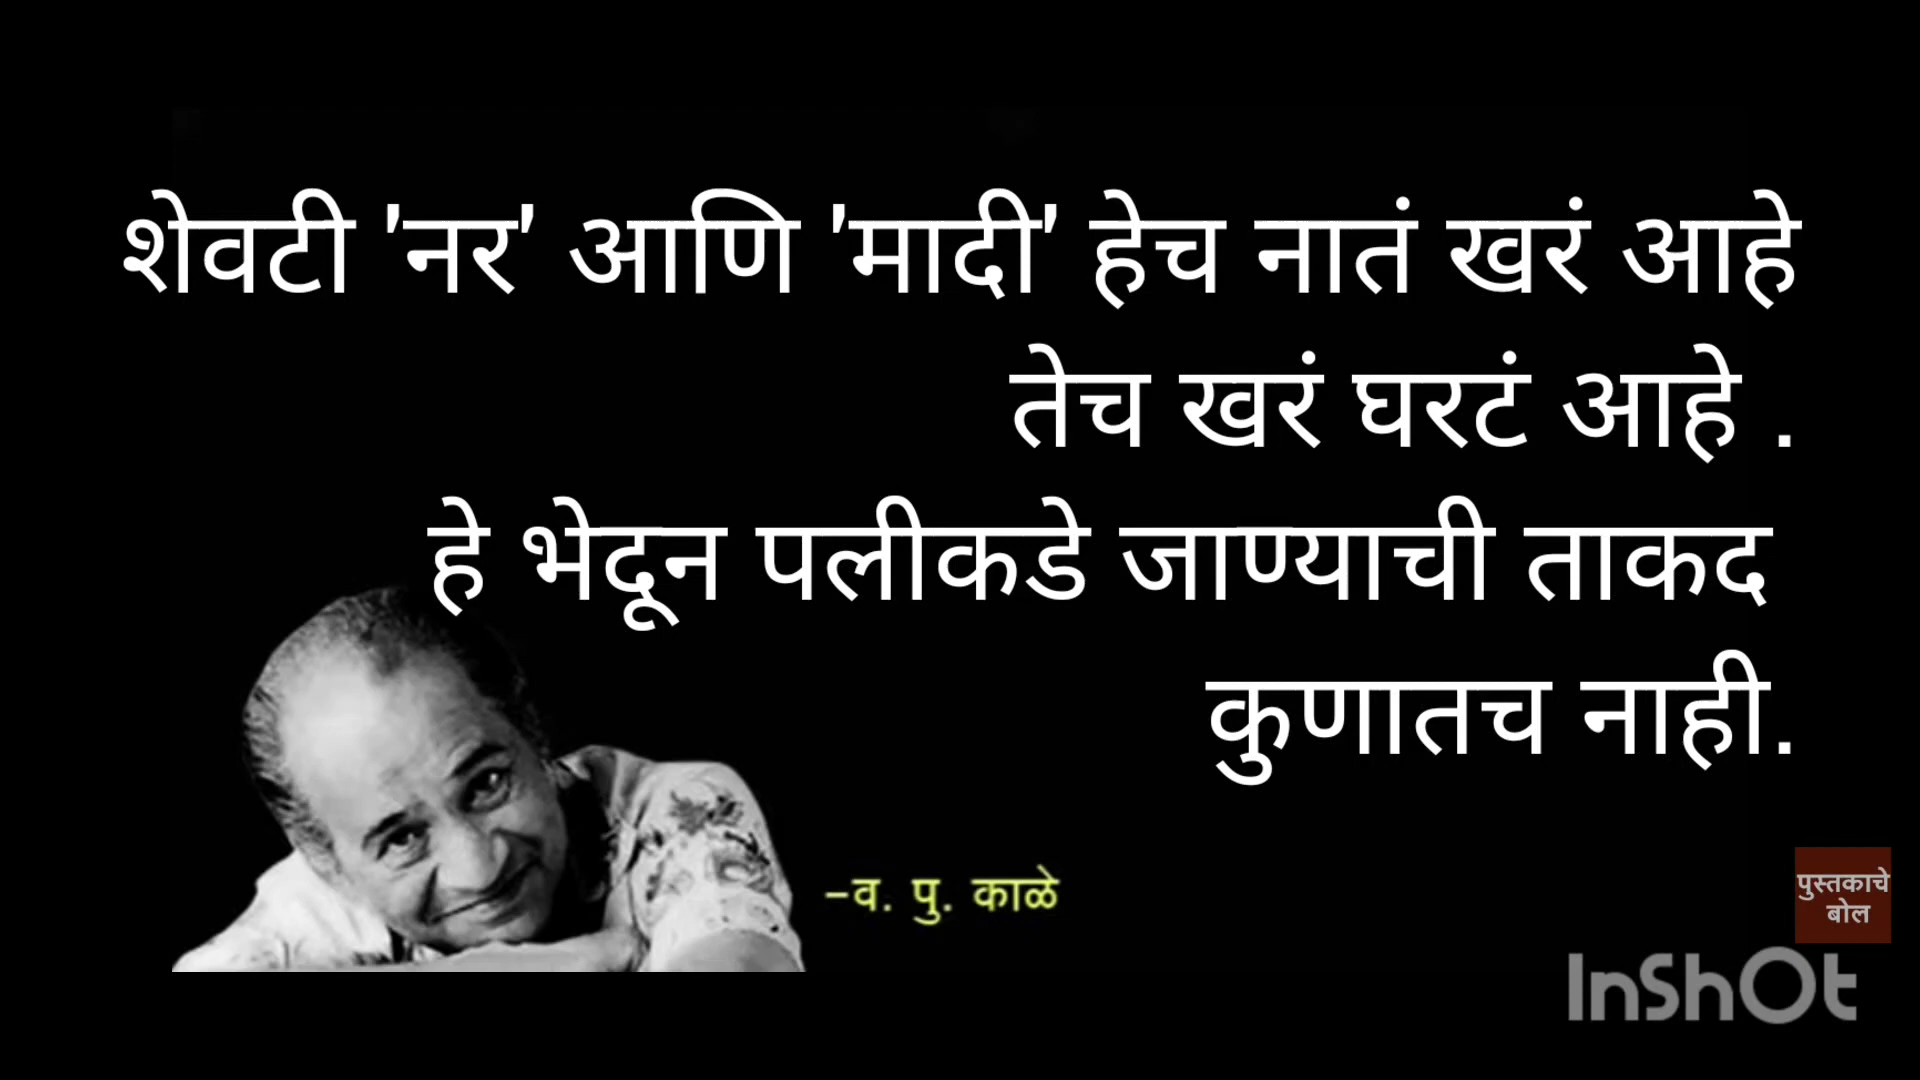 शेवटी 'नर' आणि 'मादी' हेच नातं खरं आहे
तेच खरं घरटं आहे .
हे भेदून पलीकडे जाण्याची ताकद
कुणातच नाही.
–व. पु. काळे
पुस्तकाचे
बोल
InShOt